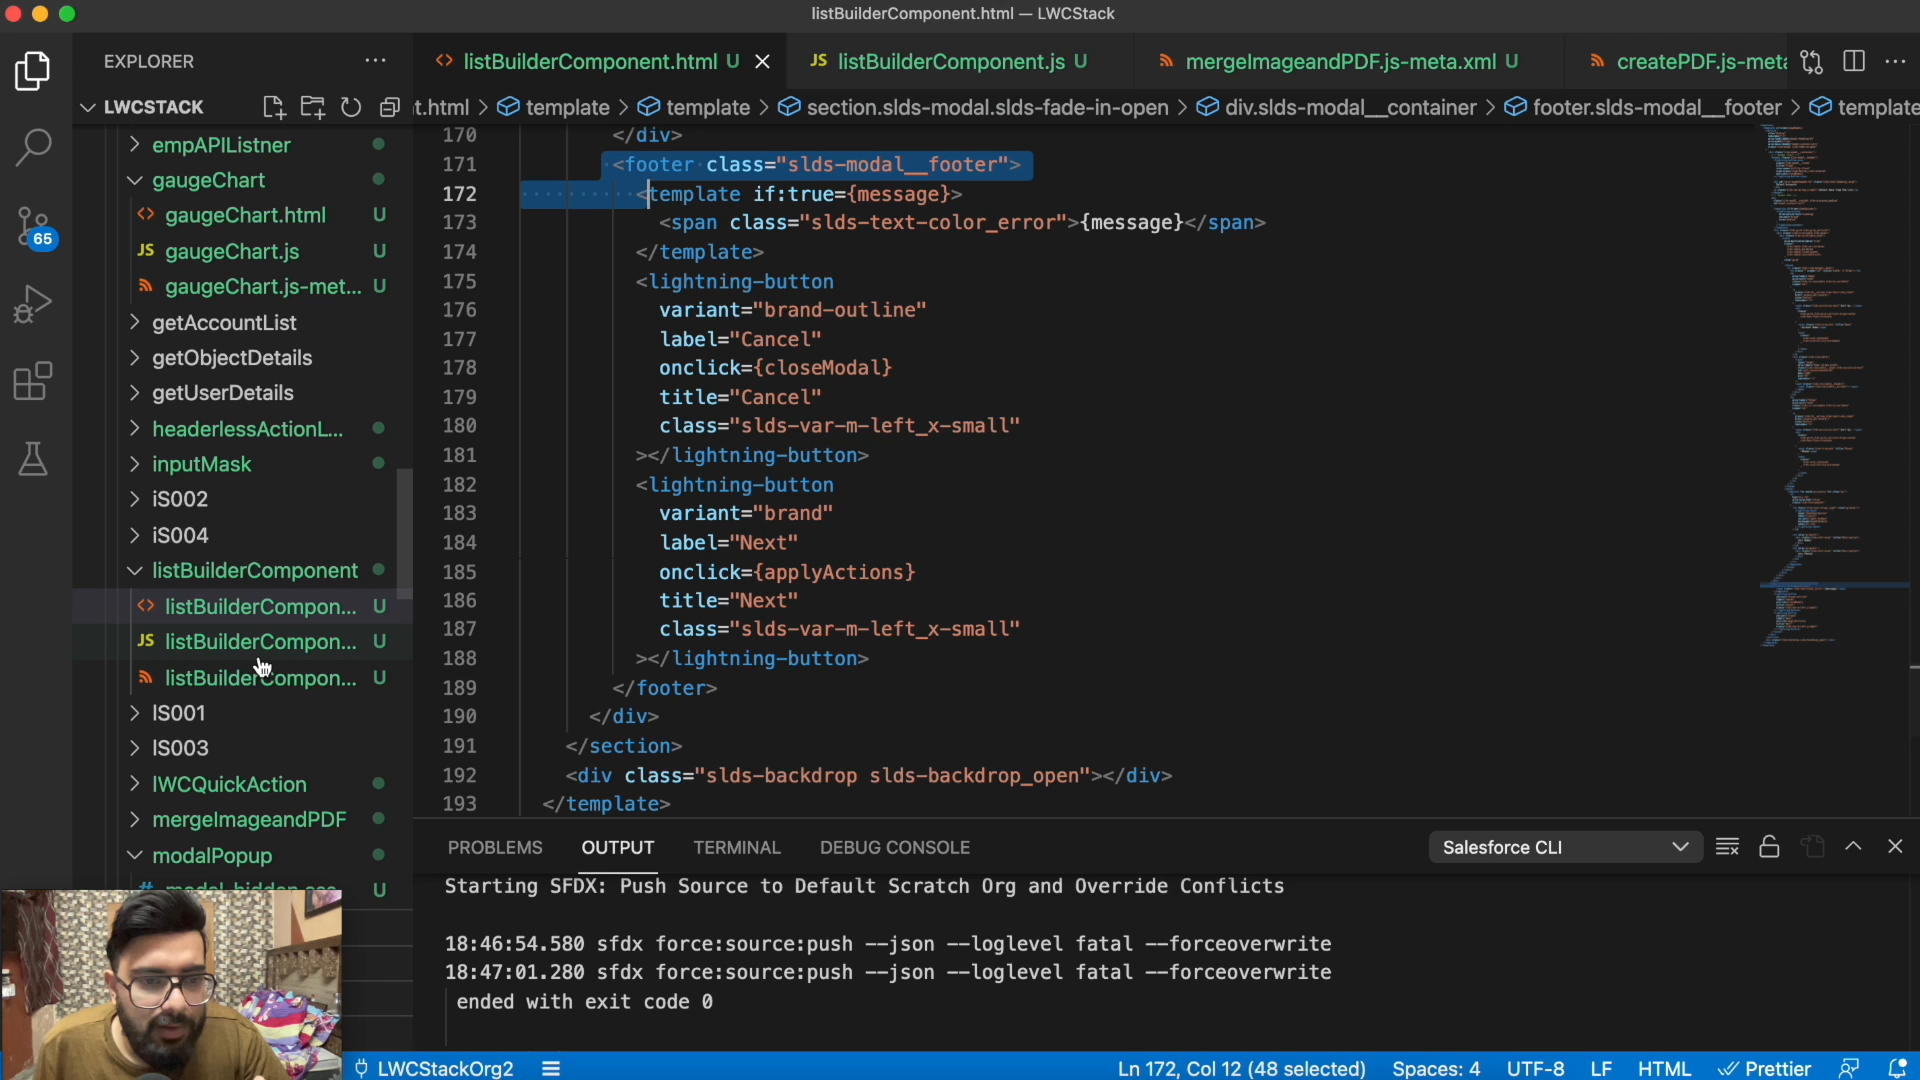 listBuilderComponent.html — LWCStack
EXPLORER
listBuilderComponent.html U
JS listBuilderComponent.js U
mergeImageandPDF.js-meta.xml U
createPDF.js-meta
LWCSTACK
t.html > template > template > section.slds-modal.slds-fade-in-open > div.slds-modal__container > footer.slds-modal__footer > template
empAPIListner
gaugeChart
gaugeChart.html U
JS gaugeChart.js U
gaugeChart.js-met... U
getAccountList
getObjectDetails
getUserDetails
headerlessActionL...
inputMask
iS002
iS004
listBuilderComponent
listBuilderCompon... U
JS listBuilderCompon... U
listBuilderCompon... U
lS001
lS003
lWCQuickAction
mergeImageandPDF
modalPopup
# modal-hidden.css U
65
170 </div>
171 <footer class="slds-modal__footer">
172 <template if:true={message}>
173 <span class="slds-text-color_error">{message}</span>
174 </template>
175 <lightning-button
176 variant="brand-outline"
177 label="Cancel"
178 onclick={closeModal}
179 title="Cancel"
180 class="slds-var-m-left_x-small"
181 ></lightning-button>
182 <lightning-button
183 variant="brand"
184 label="Next"
185 onclick={applyActions}
186 title="Next"
187 class="slds-var-m-left_x-small"
188 ></lightning-button>
189 </footer>
190 </div>
191 </section>
192 <div class="slds-backdrop slds-backdrop_open"></div>
193 </template>
PROBLEMS OUTPUT TERMINAL DEBUG CONSOLE
Salesforce CLI
Starting SFDX: Push Source to Default Scratch Org and Override Conflicts
18:46:54.580 sfdx force:source:push --json --loglevel fatal --forceoverwrite
18:47:01.280 sfdx force:source:push --json --loglevel fatal --forceoverwrite
ended with exit code 0
LWCStackOrg2
Ln 172, Col 12 (48 selected) Spaces: 4 UTF-8 LF HTML Prettier